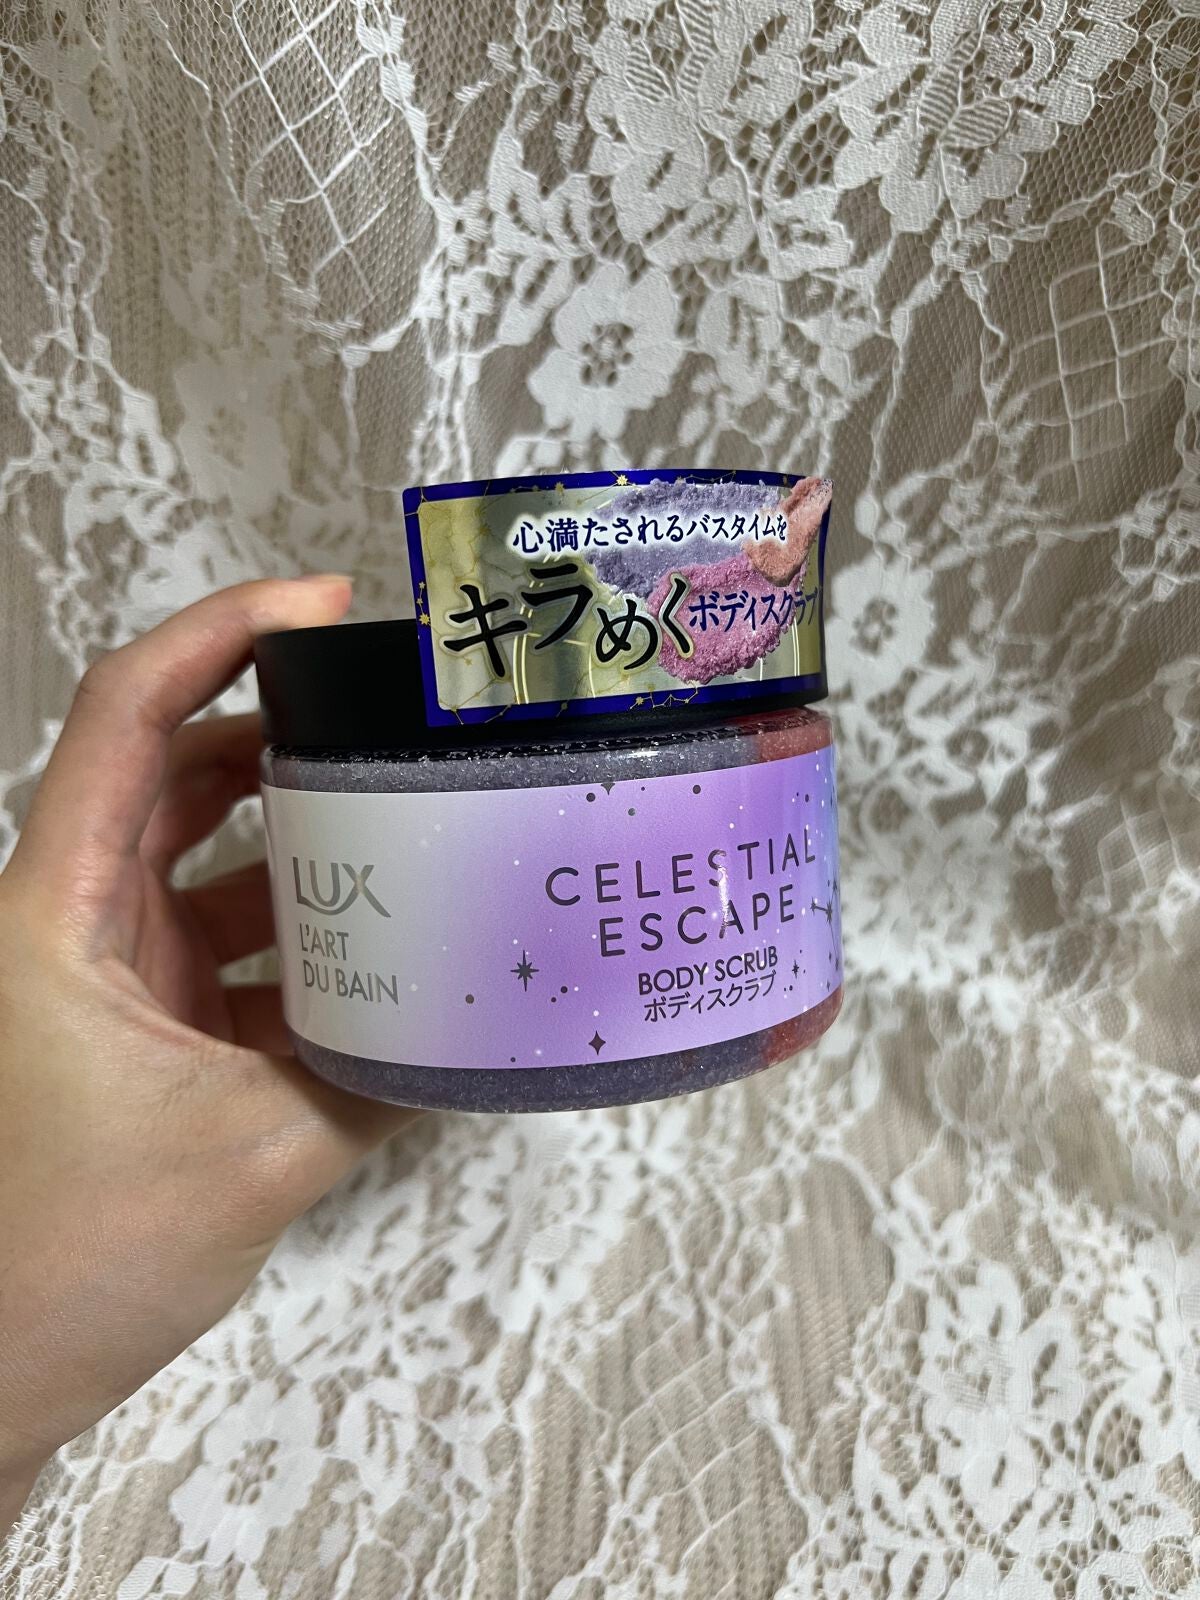 心満たされるバスタイムを
キラめくボディスクラブ
LUX
L'ART
DU BAIN
CELESTIAL
ESCAPE
BODY SCRUB
ボディスクラブ